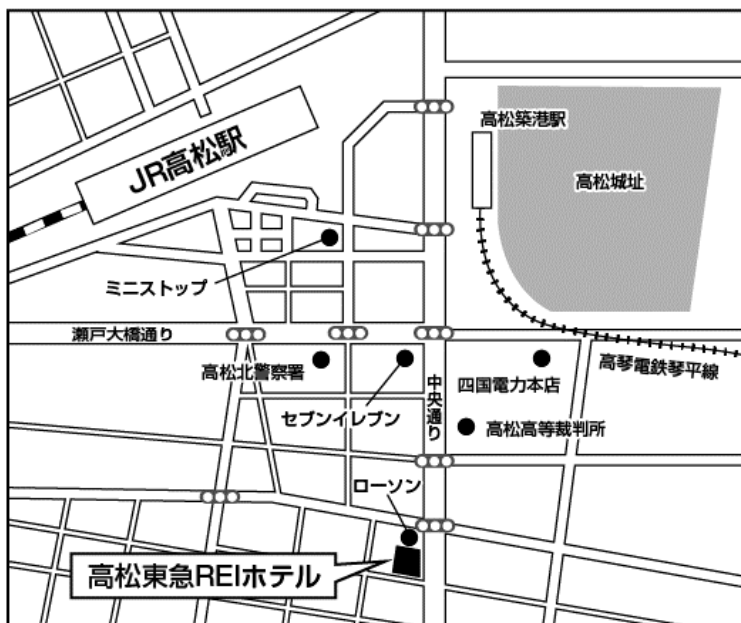 高松築港駅
JR高松駅
高松城址
ミニストップ
瀬戸大橋通り
高松北警察署
セブンイレブン
中央通り
四国電力本店
高琴電鉄琴平線
高松高等裁判所
ローソン
高松東急REIホテル